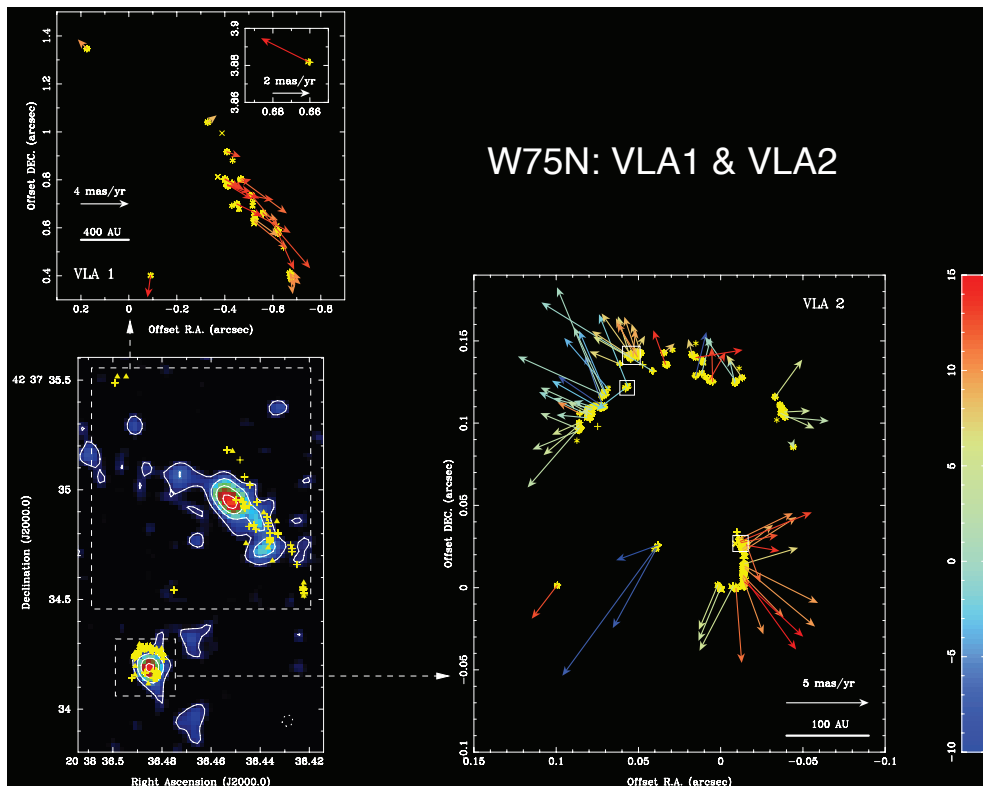 W75N: VLA1 & VLA2
1.4
1.2
1
0.8
0.6
0.4
Offset DEC. (arcsec)
3.9
3.88
3.86
2 mas/yr
0.68
0.66
4 mas/yr
400 AU
VLA 1
0.2
0
−0.2
−0.4
−0.6
−0.8
Offset R.A. (arcsec)
42 37 35.5
35
34.5
34
Declination (J2000.0)
20 38 36.5
36.48
36.46
36.44
36.42
Right Ascension (J2000.0)
VLA 2
0.15
0.1
0.05
0
−0.05
−0.1
Offset DEC. (arcsec)
5 mas/yr
100 AU
0.15
0.1
0.05
0
−0.05
−0.1
Offset R.A. (arcsec)
15
10
5
0
−5
−10